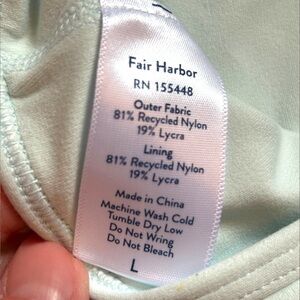 Fair Harbor
RN 155448
Outer Fabric
81% Recycled Nylon
19% Lycra
Lining
81% Recycled Nylon
19% Lycra
Made in China
Machine Wash Cold
Tumble Dry Low
Do Not Wring
Do Not Bleach
L